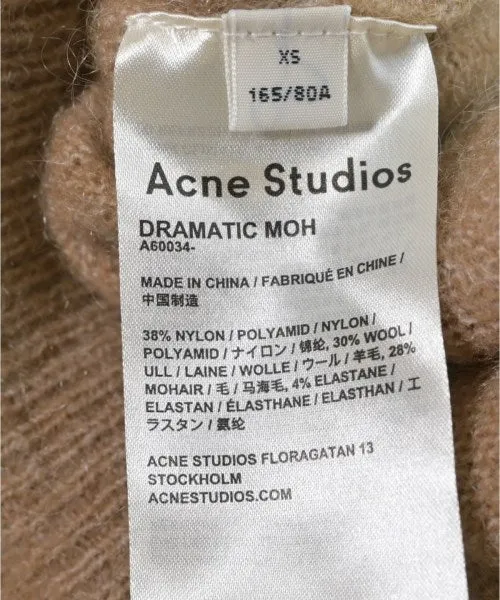 XS
165/80A
Acne Studios
DRAMATIC MOH
A60034-
MADE IN CHINA / FABRIQUÉ EN CHINE /
中国制造
38% NYLON / POLYAMID / NYLON /
POLYAMID / ナイロン / 锦纶, 30% WOOL /
ULL / LAINE / WOLLE / ウール / 羊毛, 28%
MOHAIR / 毛 / 马海毛, 4% ELASTANE /
ELASTAN / ÉLASTHANE / ELASTHAN / エ
ラスタン / 氨纶
ACNE STUDIOS FLORAGATAN 13
STOCKHOLM
ACNESTUDIOS.COM